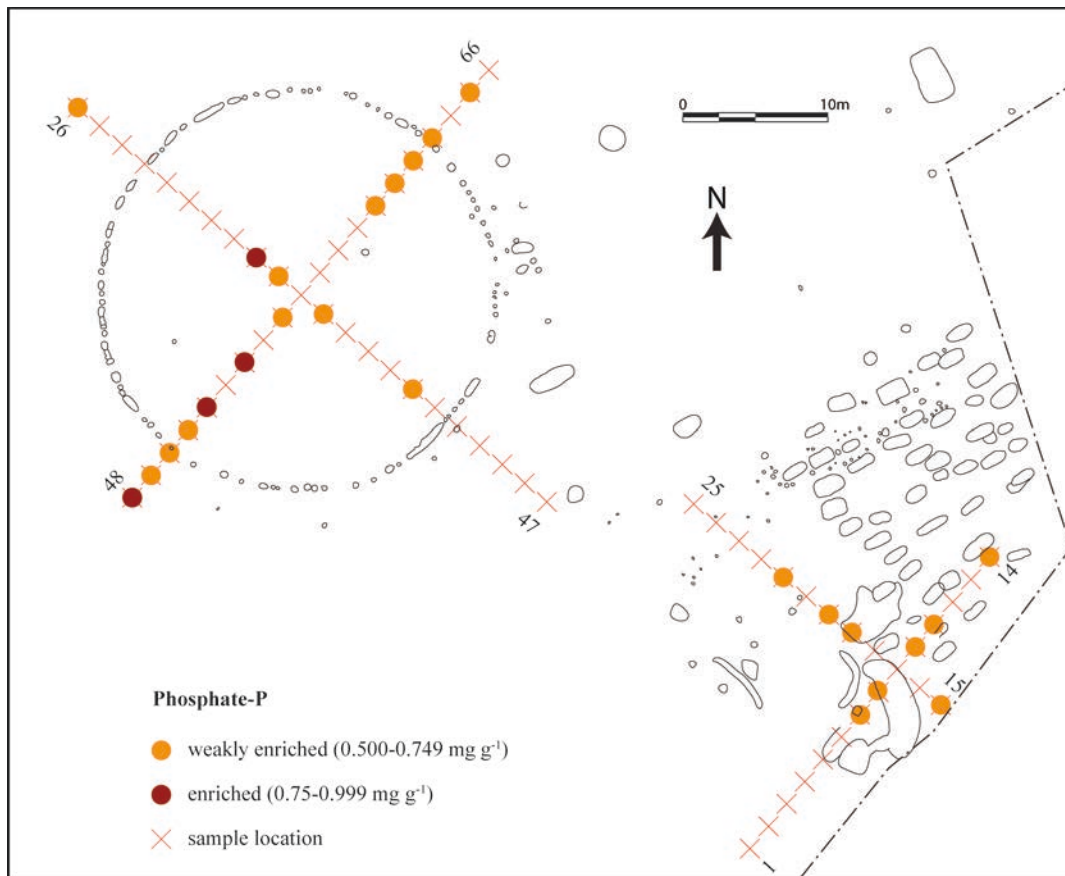 66
26
0 10m
N
48
47
25
14
15
1
Phosphate-P
weakly enriched (0.500-0.749 mg g⁻¹)
enriched (0.75-0.999 mg g⁻¹)
sample location